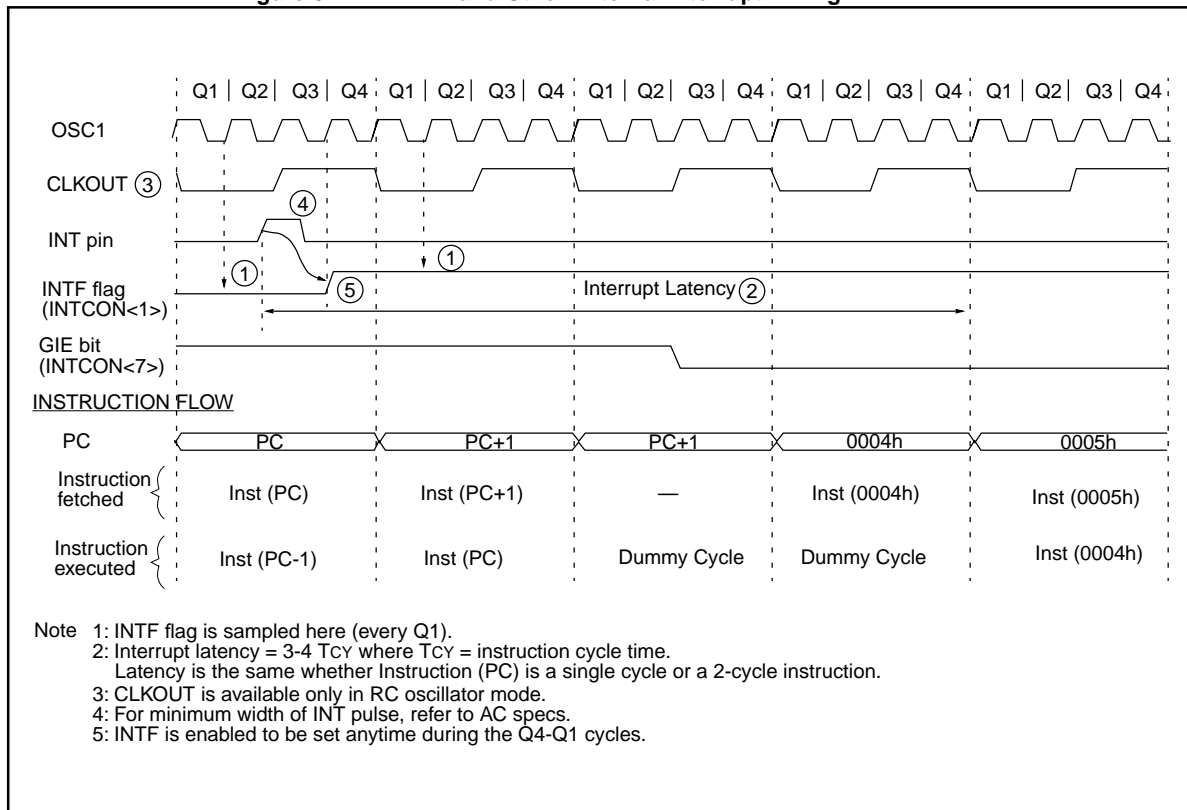 Q1 | Q2 | Q3 | Q4 Q1 | Q2 | Q3 | Q4 Q1 | Q2 | Q3 | Q4 Q1 | Q2 | Q3 | Q4 Q1 | Q2 | Q3 | Q4
OSC1
CLKOUT 3
4
INT pin
1 1
INTF flag
(INTCON<1>)
5 Interrupt Latency 2
GIE bit
(INTCON<7>)
INSTRUCTION FLOW
PC PC PC+1 PC+1 0004h 0005h
Instruction
fetched
Inst (PC) Inst (PC+1) — Inst (0004h) Inst (0005h)
Instruction
executed
Inst (PC-1) Inst (PC) Dummy Cycle Dummy Cycle Inst (0004h)
Note 1: INTF flag is sampled here (every Q1).
2: Interrupt latency = 3-4 TCY where TCY = instruction cycle time.
Latency is the same whether Instruction (PC) is a single cycle or a 2-cycle instruction.
3: CLKOUT is available only in RC oscillator mode.
4: For minimum width of INT pulse, refer to AC specs.
5: INTF is enabled to be set anytime during the Q4-Q1 cycles.